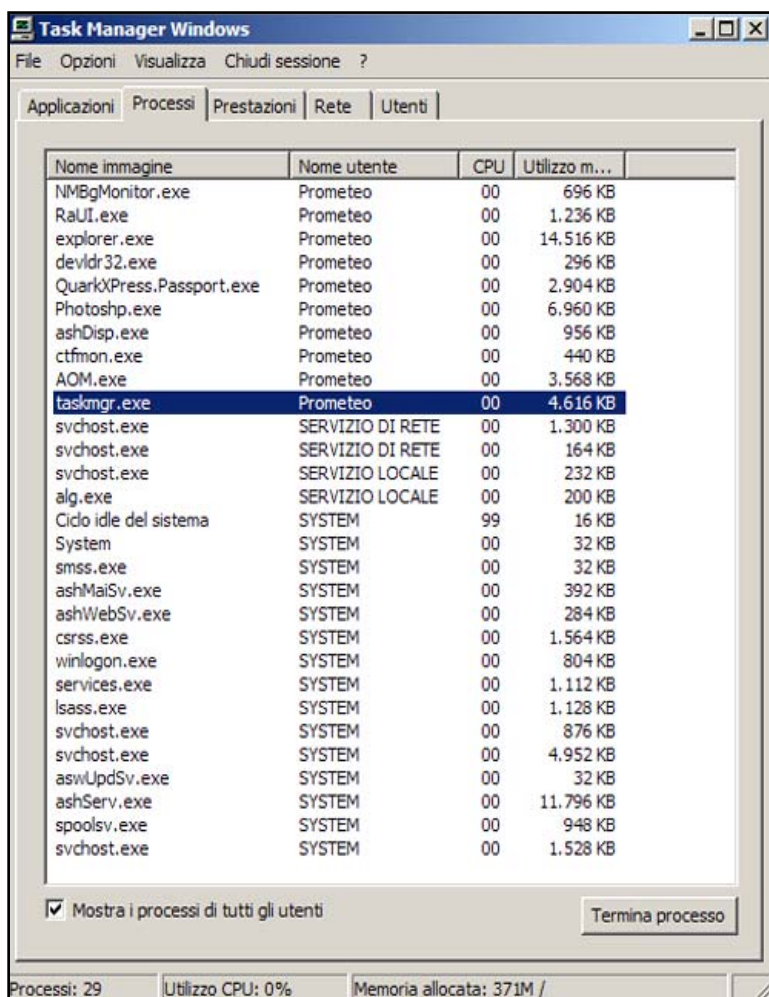 Task Manager Windows
File Opzioni Visualizza Chiudi sessione ?
Applicazioni Processi Prestazioni Rete Utenti
Nome immagine Nome utente CPU Utilizzo m...
NMBgMonitor.exe Prometeo 00 696 KB
RaUI.exe Prometeo 00 1.236 KB
explorer.exe Prometeo 00 14.516 KB
devldr32.exe Prometeo 00 296 KB
QuarkXPress.Passport.exe Prometeo 00 2.904 KB
Photoshp.exe Prometeo 00 6.960 KB
ashDisp.exe Prometeo 00 956 KB
ctfmon.exe Prometeo 00 440 KB
AOM.exe Prometeo 00 3.568 KB
taskmgr.exe Prometeo 00 4.616 KB
svchost.exe SERVIZIO DI RETE 00 1.300 KB
svchost.exe SERVIZIO DI RETE 00 164 KB
svchost.exe SERVIZIO LOCALE 00 232 KB
alg.exe SERVIZIO LOCALE 00 200 KB
Ciclo idle del sistema SYSTEM 99 16 KB
System SYSTEM 00 32 KB
smss.exe SYSTEM 00 32 KB
ashMaiSv.exe SYSTEM 00 392 KB
ashWebSv.exe SYSTEM 00 284 KB
csrss.exe SYSTEM 00 1.564 KB
winlogon.exe SYSTEM 00 804 KB
services.exe SYSTEM 00 1.112 KB
lsass.exe SYSTEM 00 1.128 KB
svchost.exe SYSTEM 00 876 KB
svchost.exe SYSTEM 00 4.952 KB
aswUpdSv.exe SYSTEM 00 32 KB
ashServ.exe SYSTEM 00 11.796 KB
spoolsv.exe SYSTEM 00 948 KB
svchost.exe SYSTEM 00 1.528 KB
Mostra i processi di tutti gli utenti Termina processo
Processi: 29 Utilizzo CPU: 0% Memoria allocata: 371M /